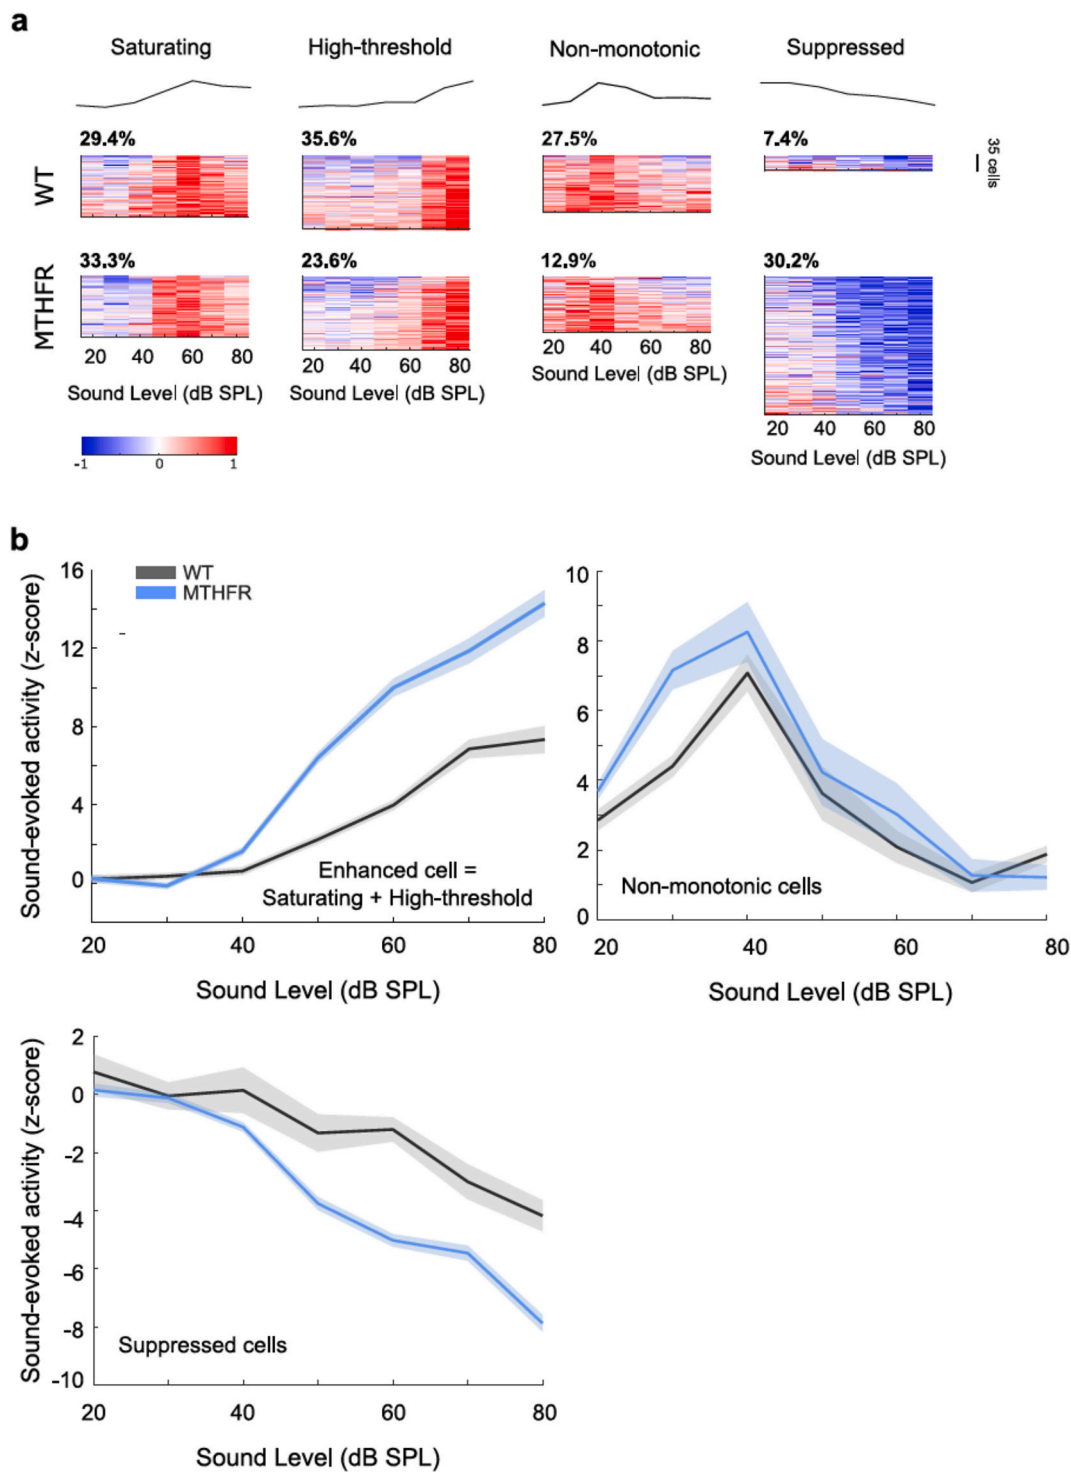 a
Saturating High-threshold Non-monotonic Suppressed
29.4% 35.6% 27.5% 7.4%
WT
35 cells
33.3% 23.6% 12.9% 30.2%
MTHFR
20 40 60 80 20 40 60 80 20 40 60 80
Sound Level (dB SPL) Sound Level (dB SPL) Sound Level (dB SPL)
20 40 60 80
Sound Level (dB SPL)
-1 0 1
b
Sound-evoked activity (z-score)
16
12
8
4
0
WT
MTHFR
Enhanced cell =
Saturating + High-threshold
20 40 60 80
Sound Level (dB SPL)
10
8
6
4
2
0
Non-monotonic cells
20 40 60 80
Sound Level (dB SPL)
Sound-evoked activity (z-score)
2
0
-2
-4
-6
-8
-10
Suppressed cells
20 40 60 80
Sound Level (dB SPL)